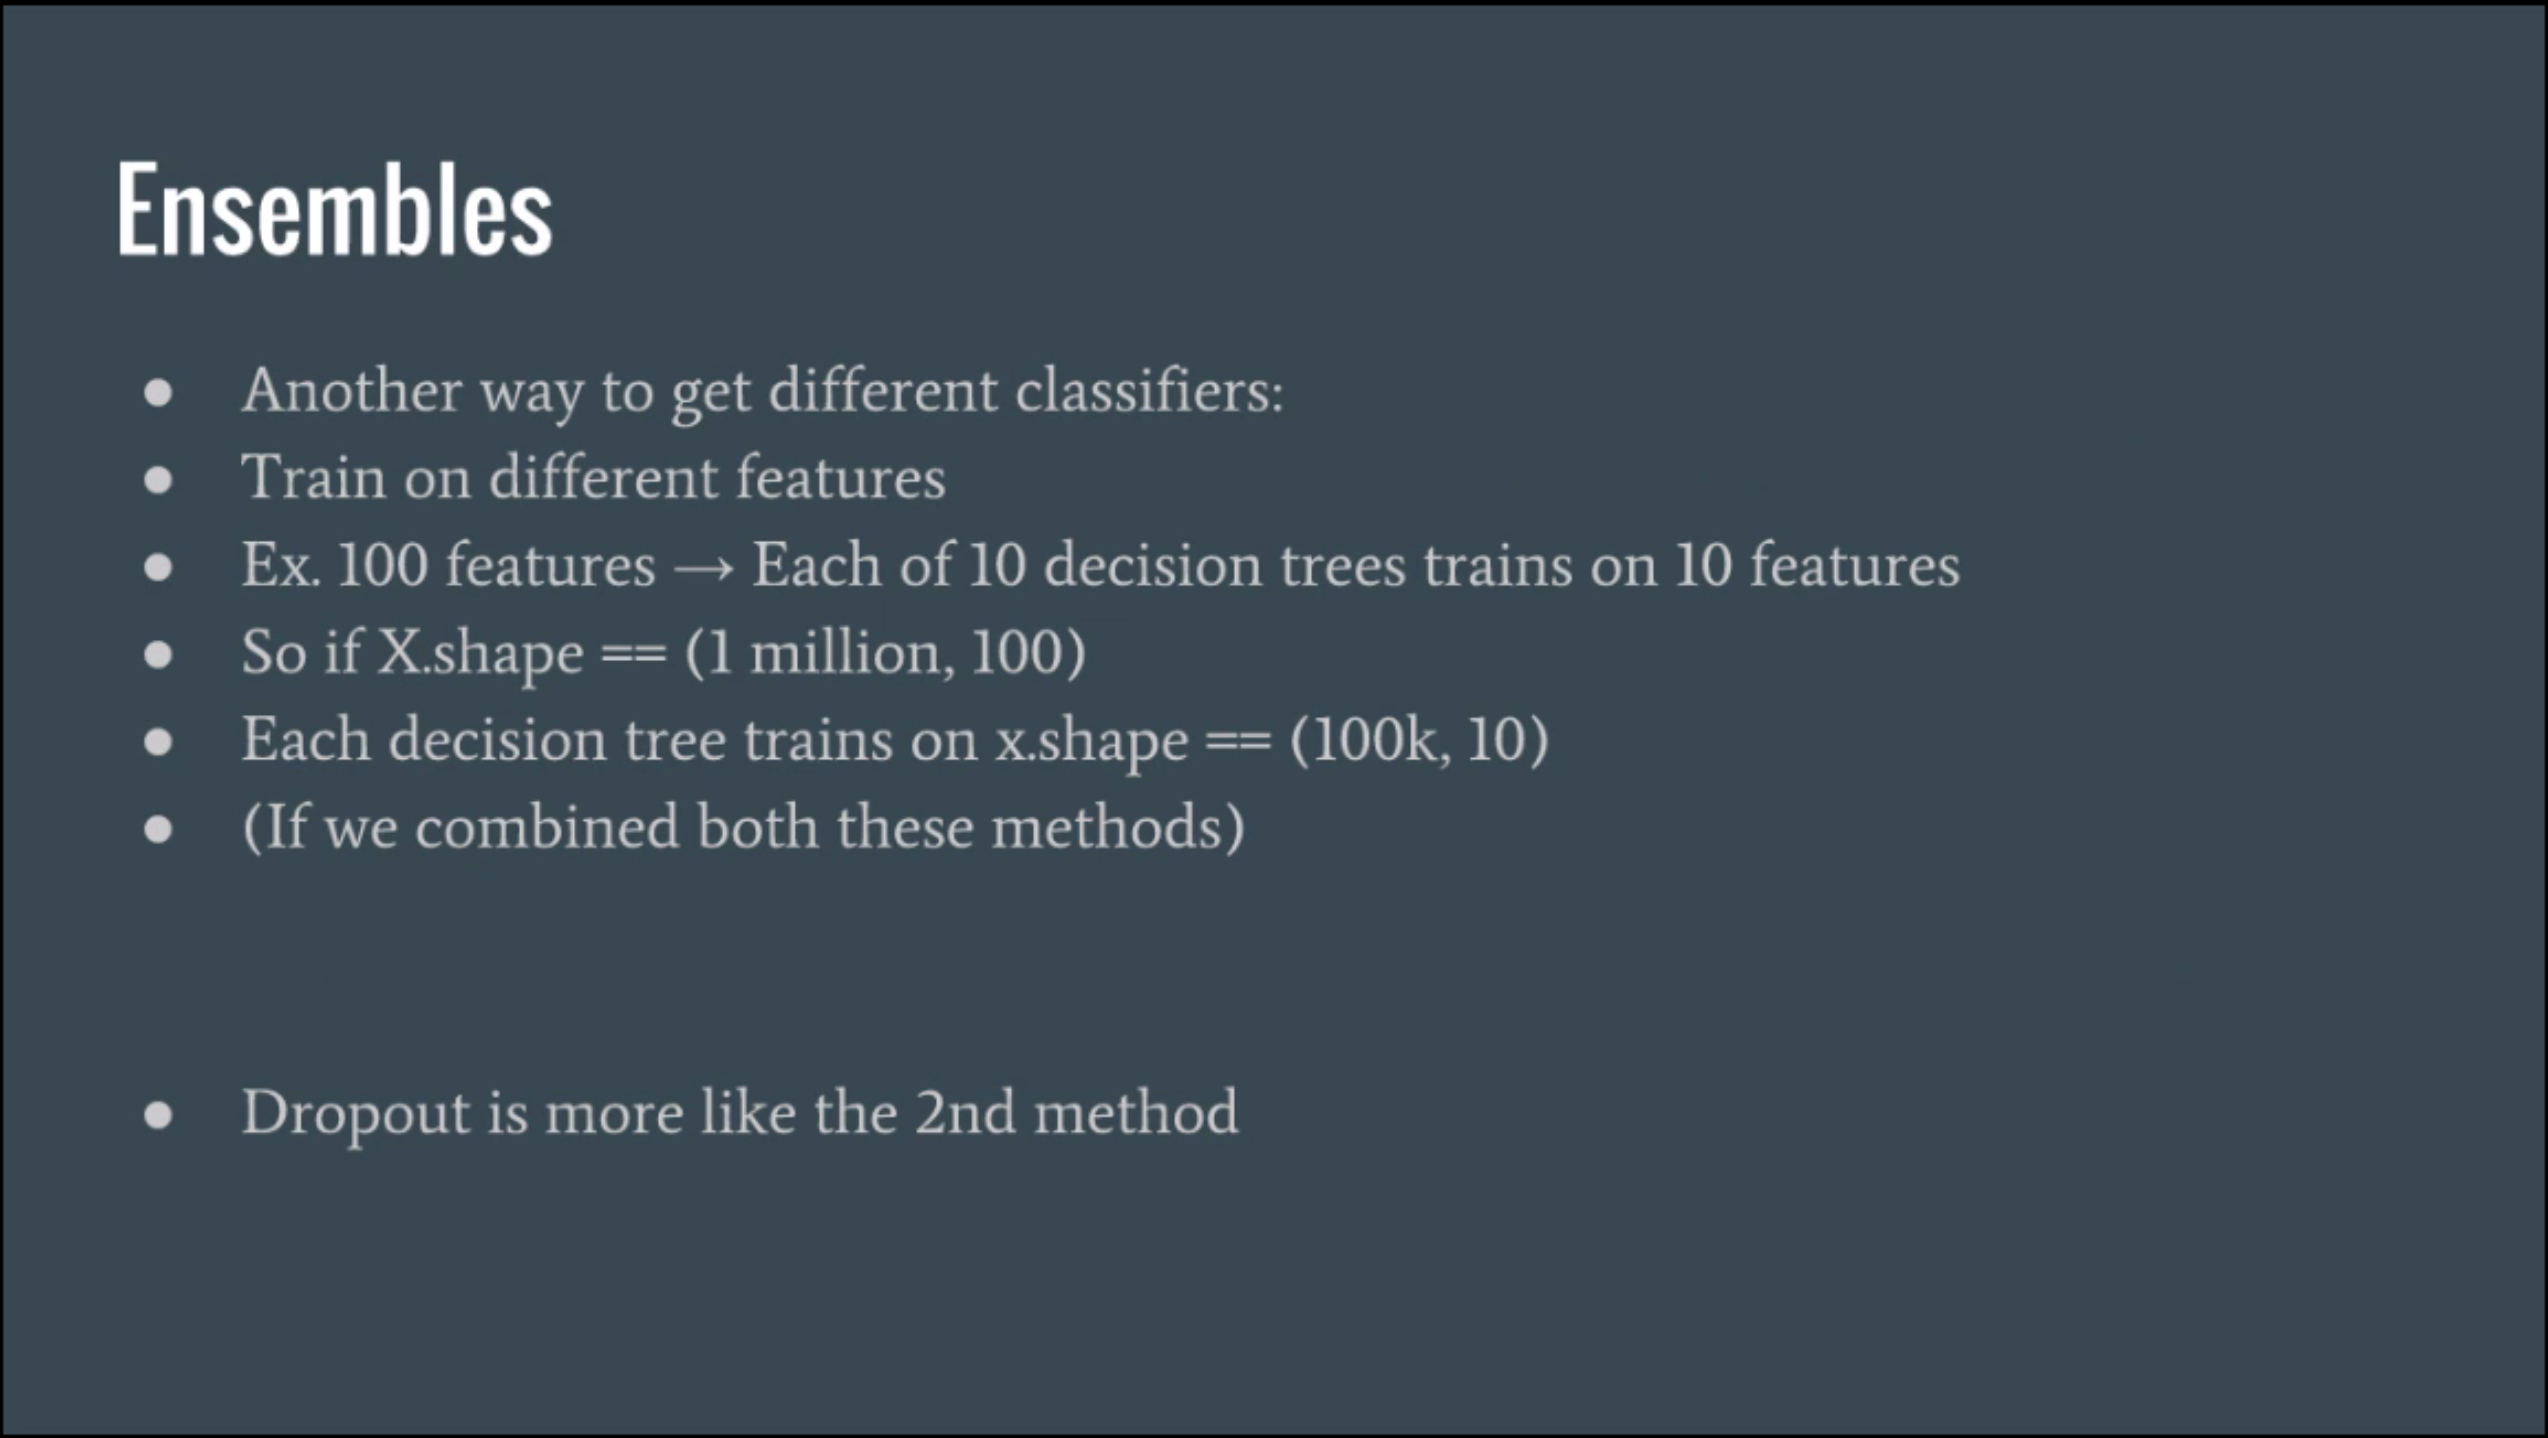 Ensembles
● Another way to get different classifiers:
● Train on different features
● Ex. 100 features → Each of 10 decision trees trains on 10 features
● So if X.shape == (1 million, 100)
● Each decision tree trains on x.shape == (100k, 10)
● (If we combined both these methods)
● Dropout is more like the 2nd method